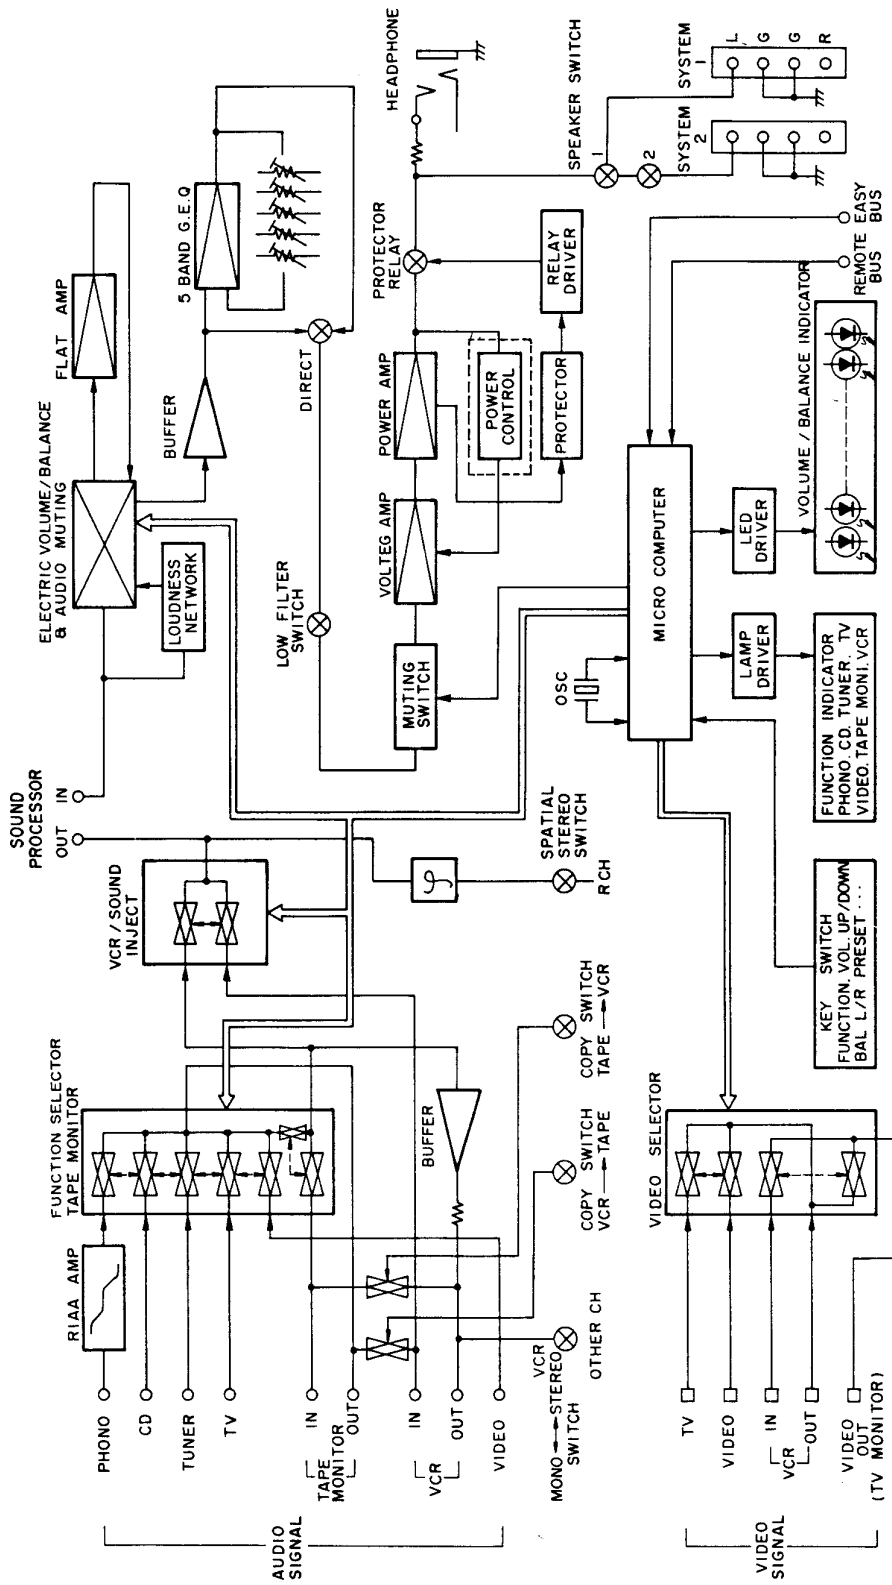 AUDIO
SIGNAL
PHONO
CD
TUNER
TV
TAPE
MONITOR
IN
OUT
VCR
IN
OUT
VIDEO
MONO ↔ STEREO
SWITCH
VCR
OTHER CH
RIAA AMP
FUNCTION SELECTOR
TAPE MONITOR
BUFFER
COPY SWITCH
VCR → TAPE
COPY SWITCH
TAPE → VCR
VCR / SOUND
INJECT
SOUND
PROCESSOR
OUT
IN
SPATIAL
STEREO
SWITCH
R CH
ELECTRIC VOLUME/BALANCE
& AUDIO MUTING
LOUDNESS
NETWORK
FLAT AMP
BUFFER
5 BAND G.E.Q
DIRECT
LOW FILTER
SWITCH
MUTING
SWITCH
VOLTEG AMP
POWER AMP
POWER
CONTROL
PROTECTOR
RELAY
DRIVER
PROTECTOR
RELAY
HEADPHONE
SPEAKER SWITCH
1
2
SYSTEM
1
L
G
G
R
SYSTEM
2
VIDEO
SIGNAL
TV
VIDEO
VCR
IN
OUT
VIDEO
OUT
(TV MONITOR)
VIDEO SELECTOR
OSC
MICRO COMPUTER
LAMP
DRIVER
LED
DRIVER
KEY SWITCH
FUNCTION. VOL. UP/DOWN
BAL L/R PRESET ...
FUNCTION INDICATOR
PHONO. CD. TUNER. TV
VIDEO. TAPE MONI. VCR
VOLUME / BALANCE INDICATOR
REMOTE
BUS
EASY
BUS